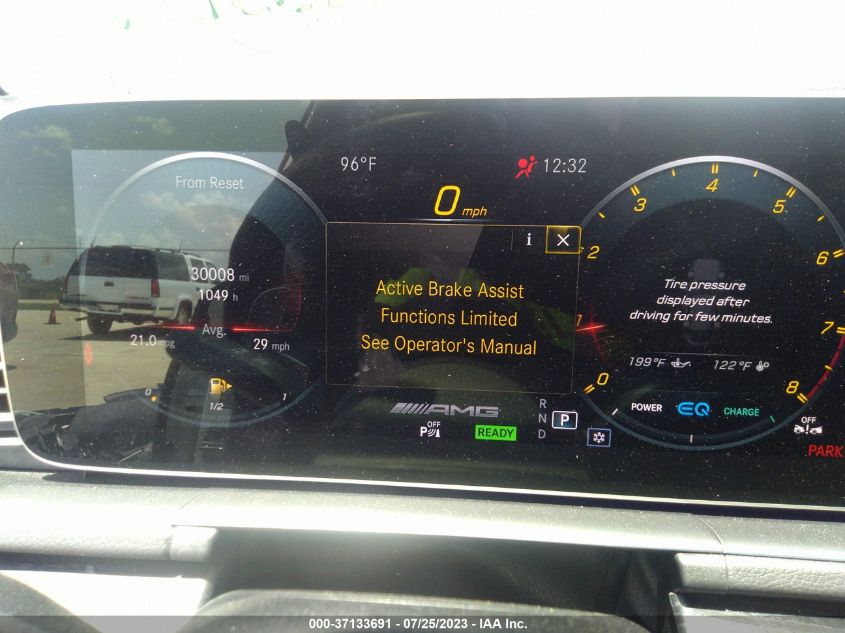 96°F
12:32
From Reset
0 mph
i
30008 mi
1049 h
Avg.
21.0 mpg
29 mph
Active Brake Assist
Functions Limited
See Operator's Manual
1
2
3
4
5
6
7
8
0
Tire pressure
displayed after
driving for few minutes.
199°F
122°F
0
1/2
1
AMG
R
N
D
P
OFF
P
READY
POWER
EQ
CHARGE
OFF
PARK
000-37133691 - 07/25/2023 - IAA Inc.